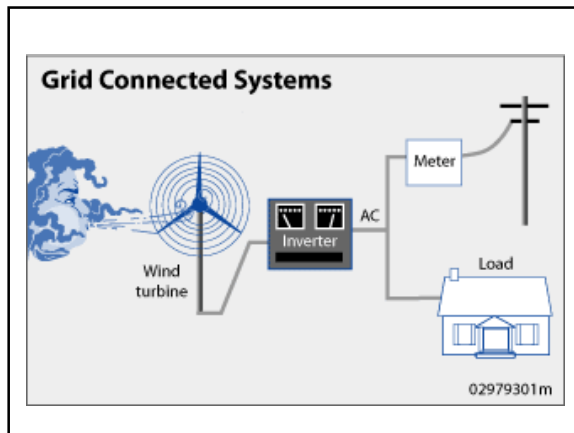 Grid Connected Systems
Meter
AC
Inverter
Wind
turbine
Load
02979301m